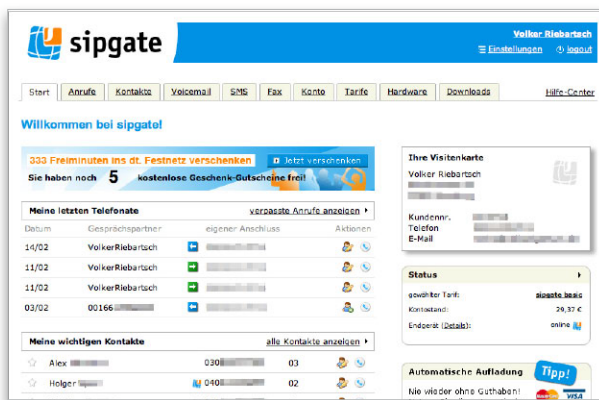 sipgate
Volker Riebartsch
Einstellungen logout
Start Anrufe Kontakte Voicemail SMS Fax Konto Tarife Hardware Downloads Hilfe-Center
Willkommen bei sipgate!
333 Freiminuten ins dt. Festnetz verschenken Jetzt verschenken
Sie haben noch 5 kostenlose Geschenk-Gutscheine frei!
Meine letzten Telefonate verpasste Anrufe anzeigen
Datum Gesprächspartner eigener Anschluss Aktionen
14/02 VolkerRiebartsch
11/02 VolkerRiebartsch
11/02 VolkerRiebartsch
03/02 00166
Meine wichtigen Kontakte alle Kontakte anzeigen
Alex 030 03
Holger 040 02
Ihre Visitenkarte
Volker Riebartsch
Kundennr.
Telefon
E-Mail
Status
gewählter Tarif: sipgate basic
Kontostand: 29,37 €
Endgerät (Details): online
Automatische Aufladung Tipp!
Nie wieder ohne Guthaben! VISA